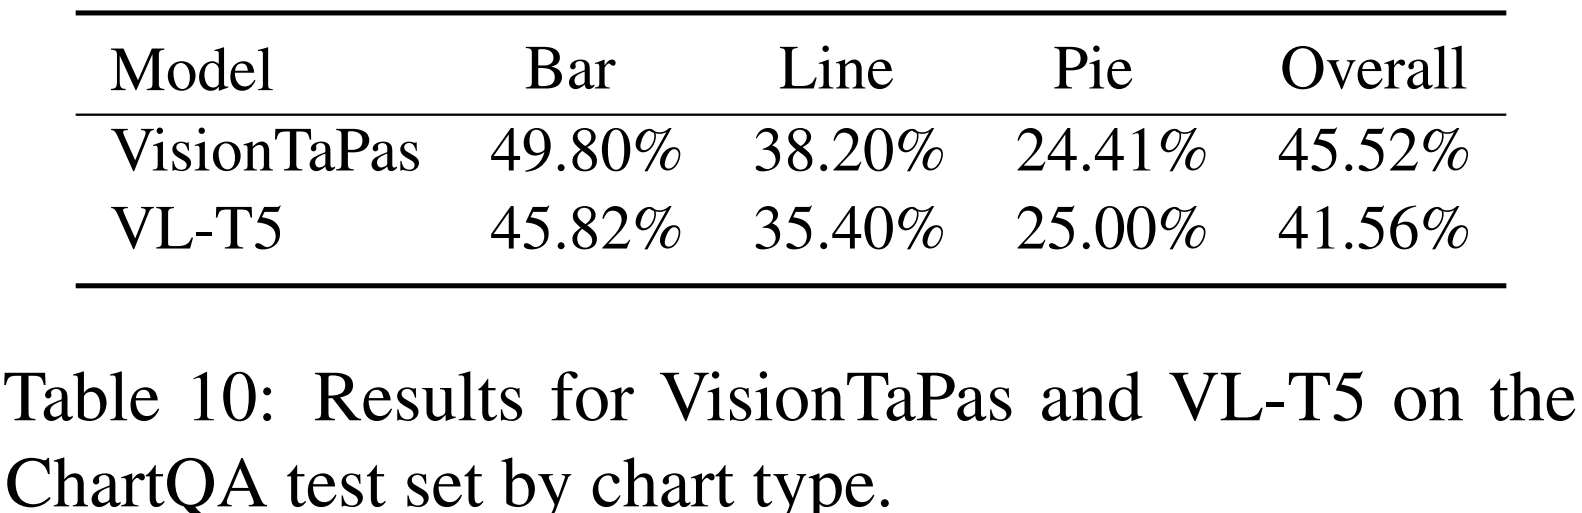 Model Bar Line Pie Overall
VisionTaPas 49.80% 38.20% 24.41% 45.52%
VL-T5 45.82% 35.40% 25.00% 41.56%
Table 10: Results for VisionTaPas and VL-T5 on the
ChartQA test set by chart type.